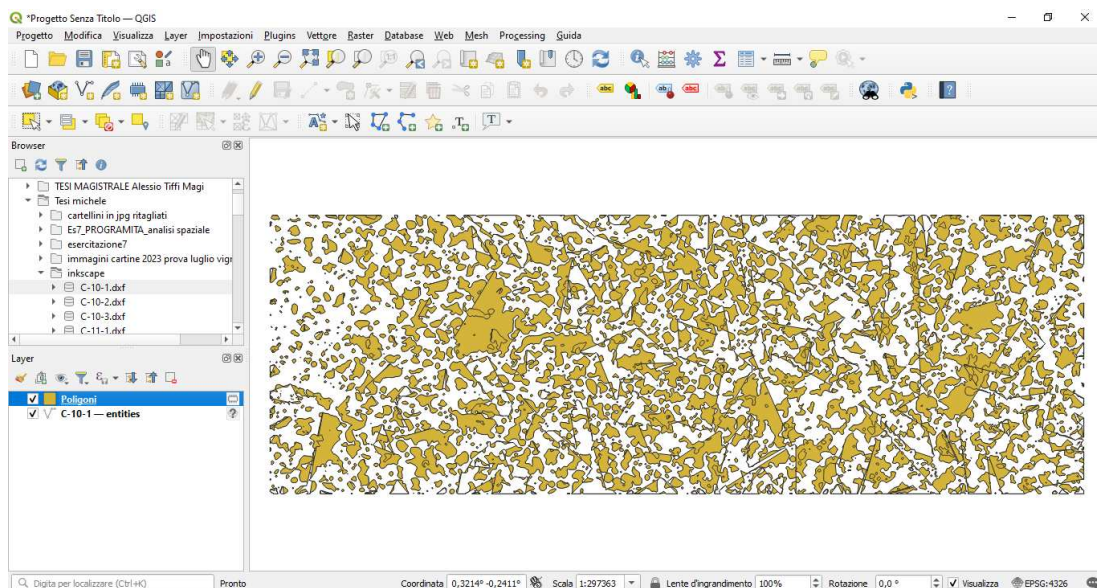 *Progetto Senza Titolo — QGIS
Progetto Modifica Visualizza Layer Impostazioni Plugins Vettore Raster Database Web Mesh Processing Guida
abc abc abc
Browser
TESI MAGISTRALE Alessio Tiffi Magi
Tesi michele
cartellini in jpg ritagliati
Es7_PROGRAMITA_analisi spaziale
esercitazione7
immagini cartine 2023 prova luglio vigr
inkscape
C-10-1.dxf
C-10-2.dxf
C-10-3.dxf
C-11-1.dxf
Layer
Poligoni
C-10-1 — entities
Digita per localizzare (Ctrl+K) Pronto Coordinata 0,3214° -0,2411° Scala 1:297363 Lente d'ingrandimento 100% Rotazione 0,0 ° Visualizza EPSG:4326